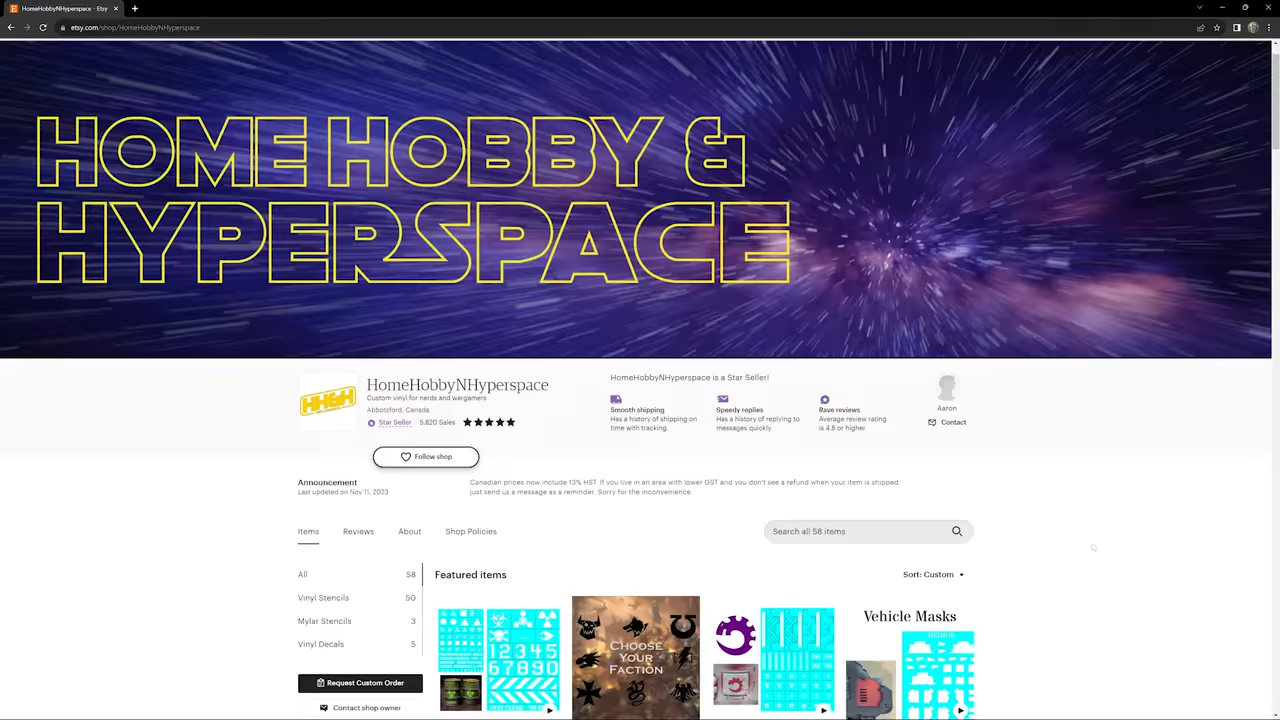 HomeHobbyNHyperspace - Etsy
etsy.com/shop/HomeHobbyNHyperspace
HOME HOBBY &
HYPERSPACE
HH&H
HomeHobbyNHyperspace
Custom vinyl for nerds and wargamers
Abbotsford, Canada
Star Seller 5,820 Sales
Follow shop
HomeHobbyNHyperspace is a Star Seller!
Smooth shipping
Has a history of shipping on
time with tracking.
Speedy replies
Has a history of replying to
messages quickly.
Rave reviews
Average review rating
is 4.8 or higher
Aaron
Contact
Announcement
Last updated on Nov 11, 2023
Canadian prices now include 13% HST. If you live in an area with lower GST and you don't see a refund when your item is shipped
just send us a message as a reminder. Sorry for the inconvenience.
Items Reviews About Shop Policies
Search all 58 items
All 58
Vinyl Stencils 50
Mylar Stencils 3
Vinyl Decals 5
Request Custom Order
Contact shop owner
Featured items
Sort: Custom
12345
67890
CHOOSE
YOUR
FACTION
Vehicle Masks